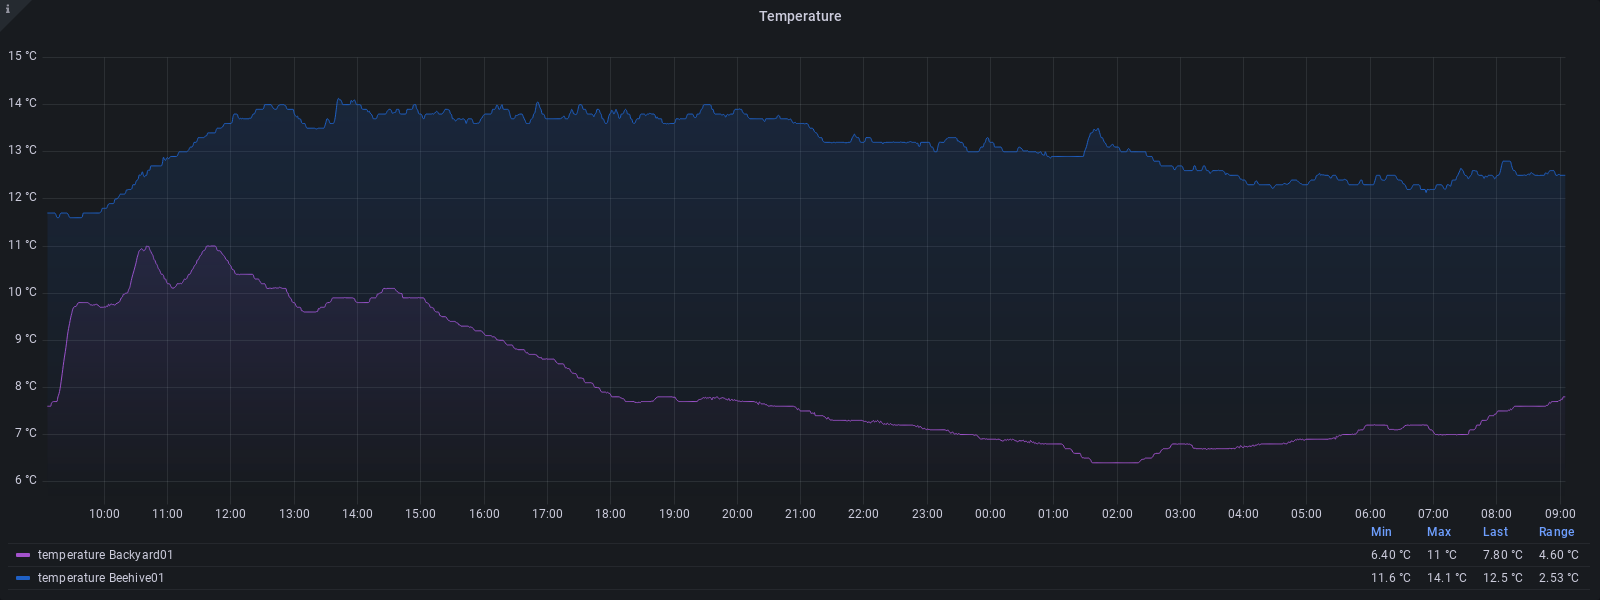 i
Temperature
15 °C
14 °C
13 °C
12 °C
11 °C
10 °C
9 °C
8 °C
7 °C
6 °C
10:00 11:00 12:00 13:00 14:00 15:00 16:00 17:00 18:00 19:00 20:00 21:00 22:00 23:00 00:00 01:00 02:00 03:00 04:00 05:00 06:00 07:00 08:00 09:00
Min Max Last Range
temperature Backyard01 6.40 °C 11 °C 7.80 °C 4.60 °C
temperature Beehive01 11.6 °C 14.1 °C 12.5 °C 2.53 °C